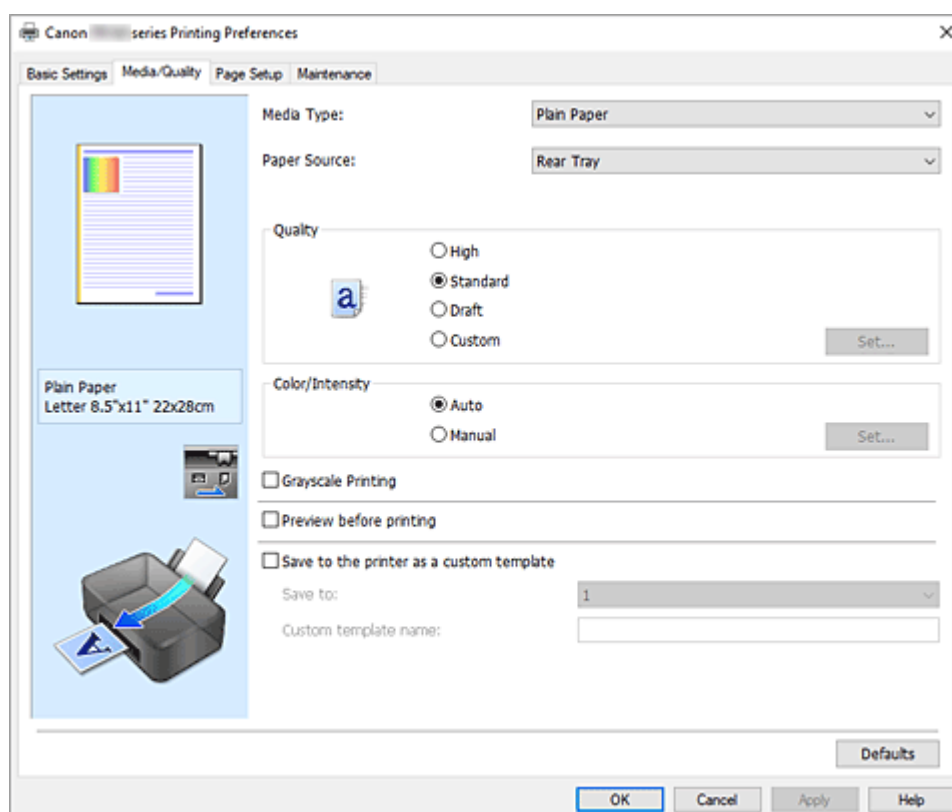 Canon series Printing Preferences
Basic Settings Media/Quality Page Setup Maintenance
Media Type: Plain Paper
Paper Source: Rear Tray
Quality
High
Standard
a
Draft
Custom
Set...
Color/Intensity
Plain Paper
Letter 8.5"x11" 22x28cm
Auto
Manual
Set...
Grayscale Printing
Preview before printing
Save to the printer as a custom template
Save to: 1
Custom template name:
A
Defaults
OK Cancel Apply Help